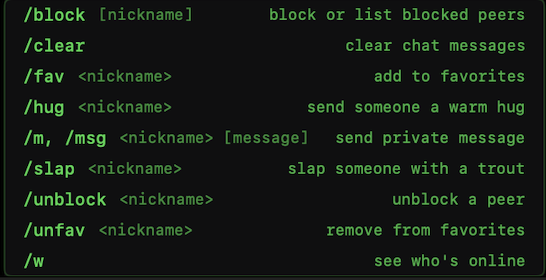 /block [nickname] block or list blocked peers
/clear clear chat messages
/fav <nickname> add to favorites
/hug <nickname> send someone a warm hug
/m, /msg <nickname> [message] send private message
/slap <nickname> slap someone with a trout
/unblock <nickname> unblock a peer
/unfav <nickname> remove from favorites
/w see who's online